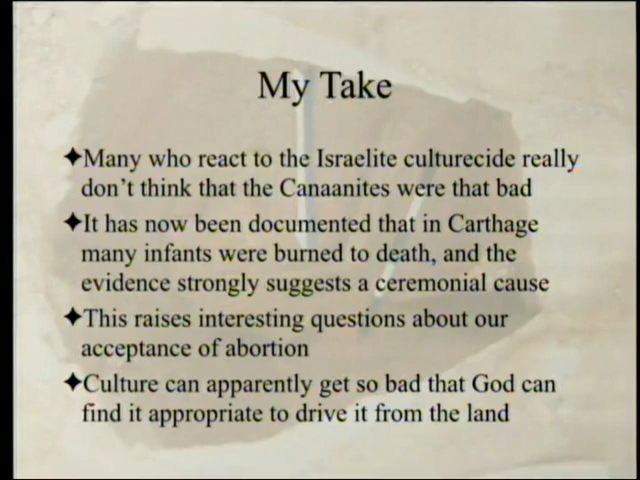 My Take
✦Many who react to the Israelite culturecide really
don't think that the Canaanites were that bad
✦It has now been documented that in Carthage
many infants were burned to death, and the
evidence strongly suggests a ceremonial cause
✦This raises interesting questions about our
acceptance of abortion
✦Culture can apparently get so bad that God can
find it appropriate to drive it from the land